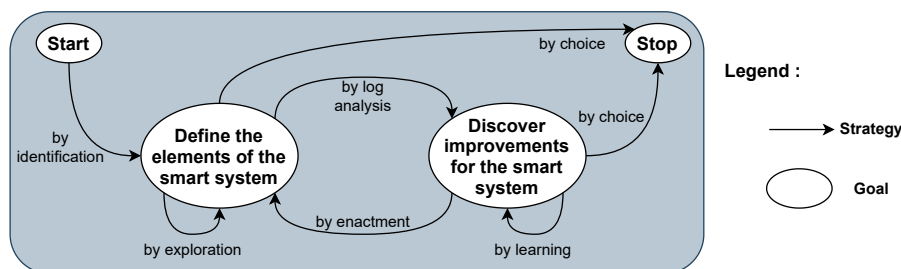 Start
by choice
Stop
by log
analysis
Legend :
by
identification
Define the
elements of the
smart system
Discover
improvements
for the smart
system
by choice
Strategy
Goal
by exploration
by enactment
by learning